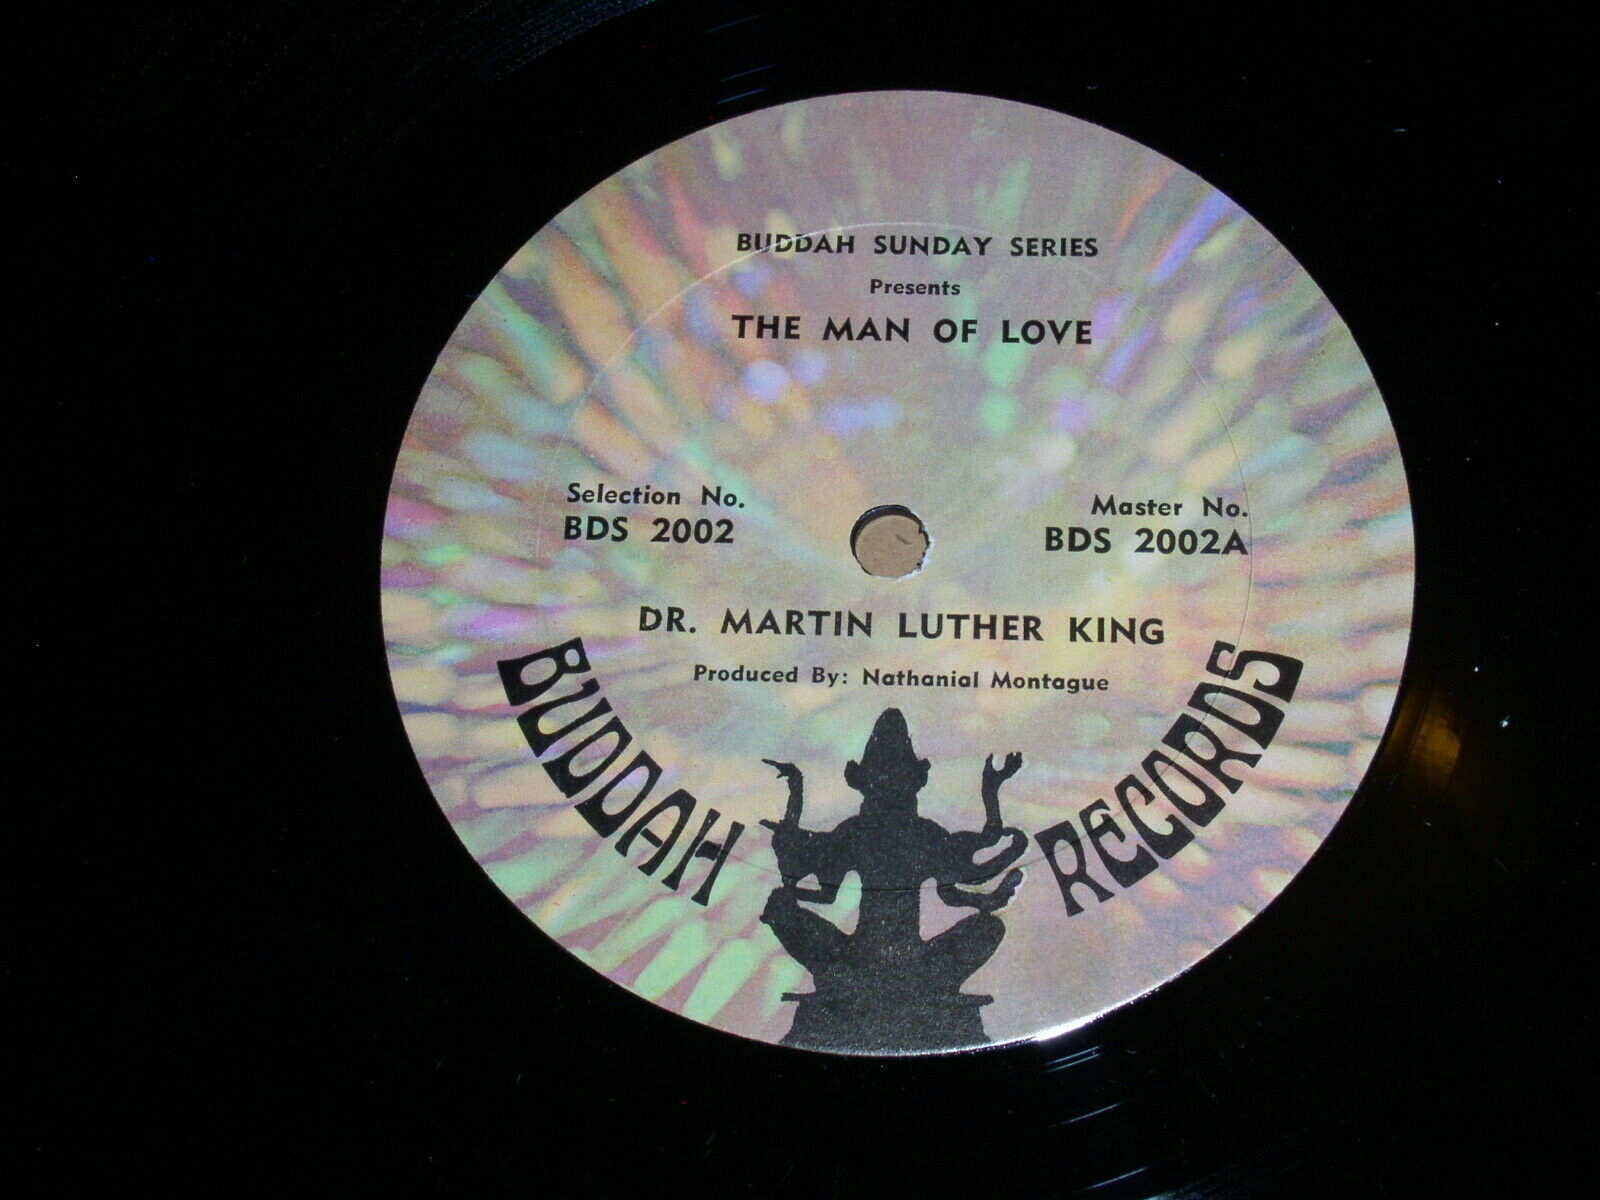 BUDDAH SUNDAY SERIES
Presents
THE MAN OF LOVE
Selection No.
BDS 2002
Master No.
BDS 2002A
DR. MARTIN LUTHER KING
Produced By: Nathanial Montague
BUDDAH RECORDS